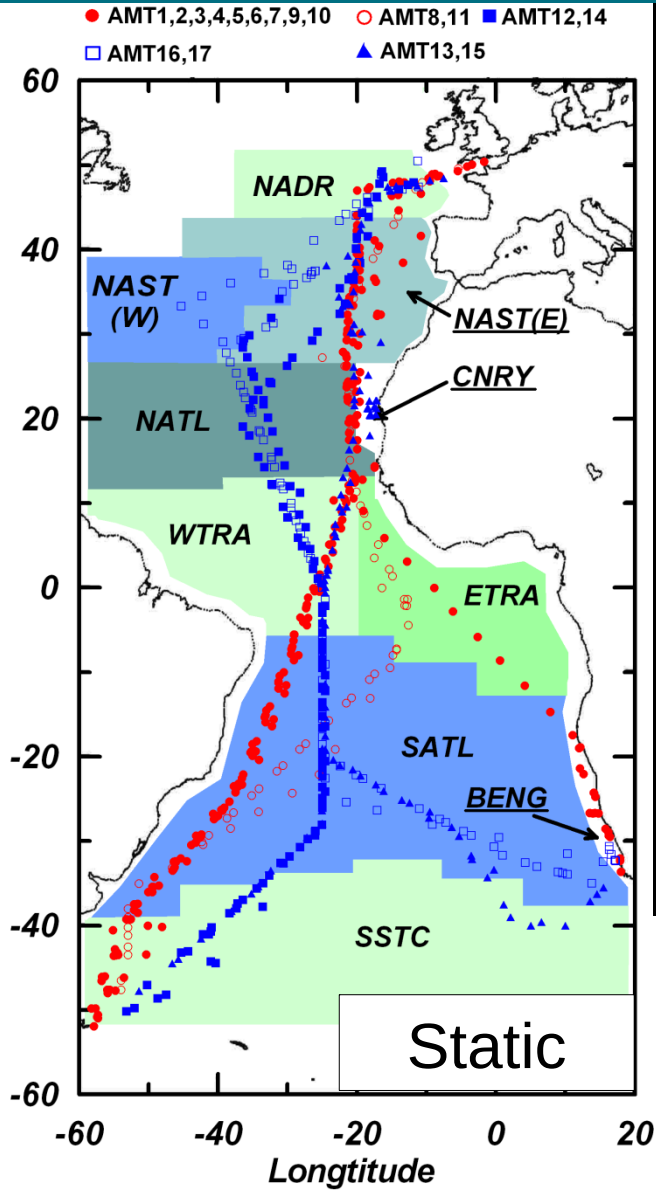 AMT1,2,3,4,5,6,7,9,10 AMT8,11 AMT12,14
AMT16,17 AMT13,15
60
NADR
40
NAST
(W)
NAST(E)
CNRY
20
NATL
WTRA
0
ETRA
SATL
-20
BENG
-40
SSTC
Static
-60
-60 -40 -20 0 20
Longtitude